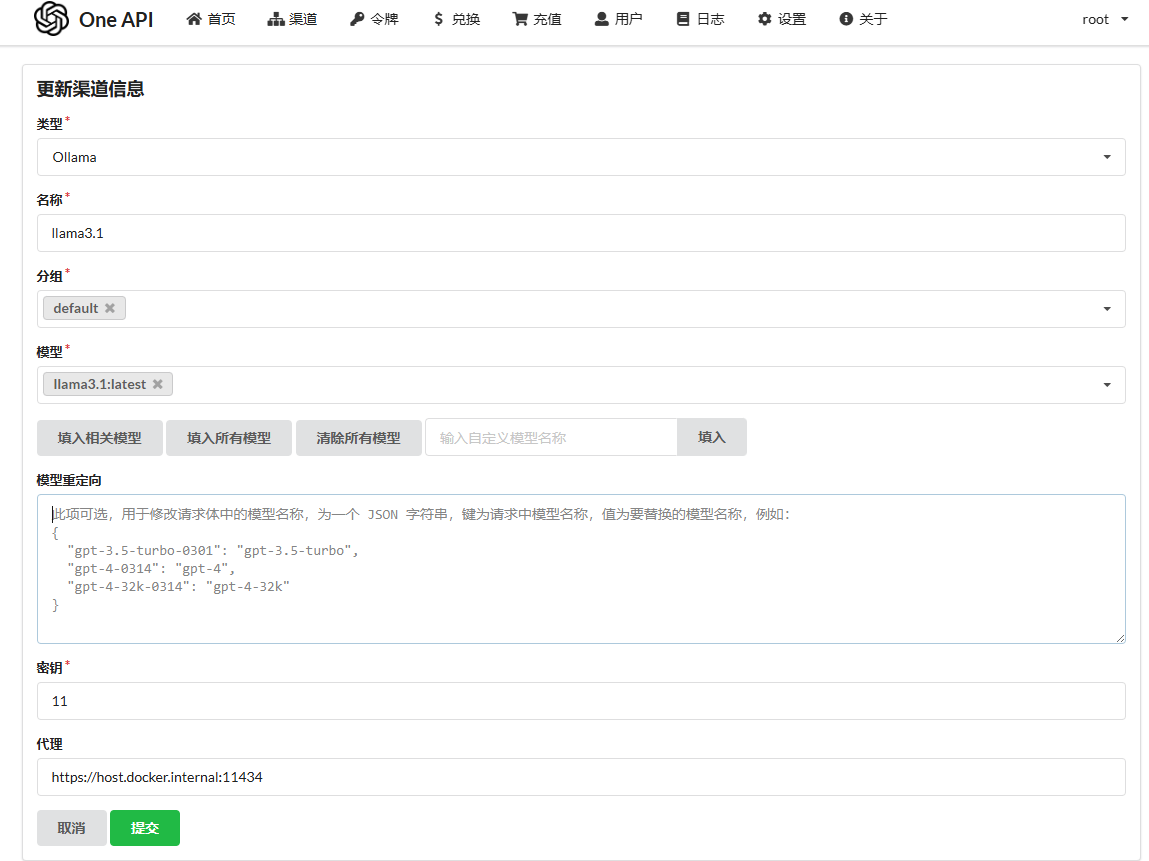 One API 首页 渠道 令牌 兑换 充值 用户 日志 设置 关于 root
更新渠道信息
类型*
Ollama
名称*
llama3.1
分组*
default
模型*
llama3.1:latest
填入相关模型 填入所有模型 清除所有模型 输入自定义模型名称 填入
模型重定向
此项可选，用于修改请求体中的模型名称，为一个 JSON 字符串，键为请求中模型名称，值为要替换的模型名称，例如：
{
  "gpt-3.5-turbo-0301": "gpt-3.5-turbo",
  "gpt-4-0314": "gpt-4",
  "gpt-4-32k-0314": "gpt-4-32k"
}
密钥*
11
代理
https://host.docker.internal:11434
取消 提交